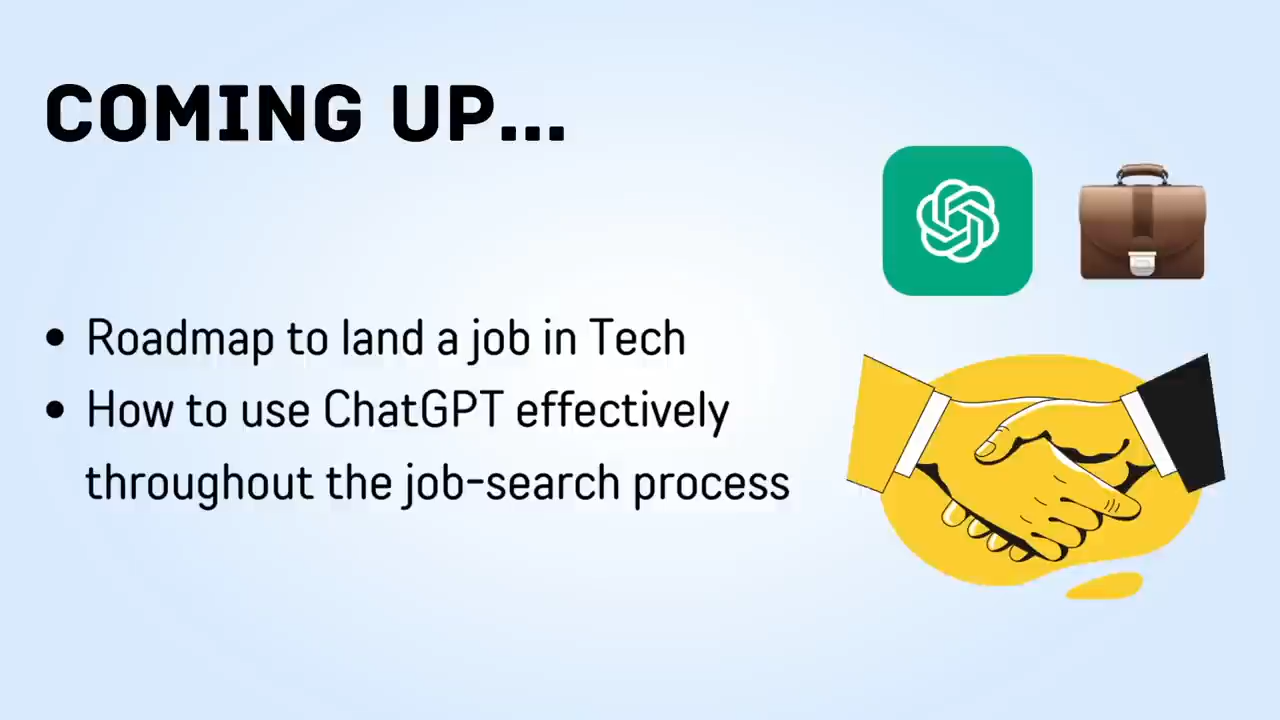 COMING UP...
• Roadmap to land a job in Tech
• How to use ChatGPT effectively
throughout the job-search process